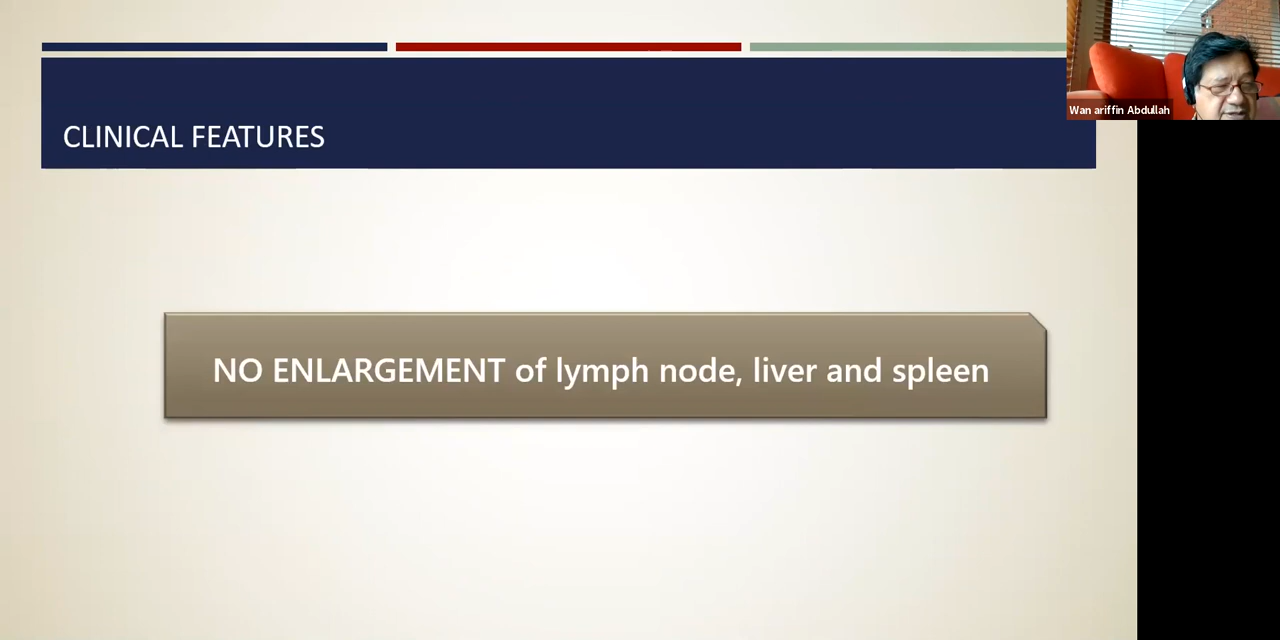 Wan ariffin Abdullah
CLINICAL FEATURES
NO ENLARGEMENT of lymph node, liver and spleen